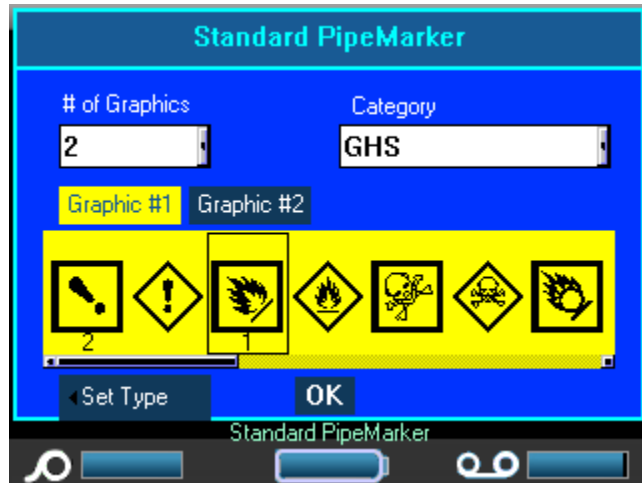 Standard PipeMarker
# of Graphics
Category
2
GHS
Graphic #1
Graphic #2
2
1
Set Type
OK
Standard PipeMarker